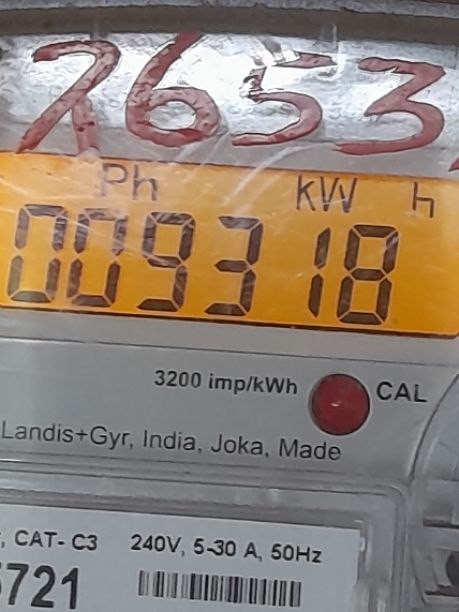 7653
Ph kW h
009318
3200 imp/kWh CAL
Landis+Gyr, India, Joka, Made
, CAT- C3 240V, 5-30 A, 50Hz
5721